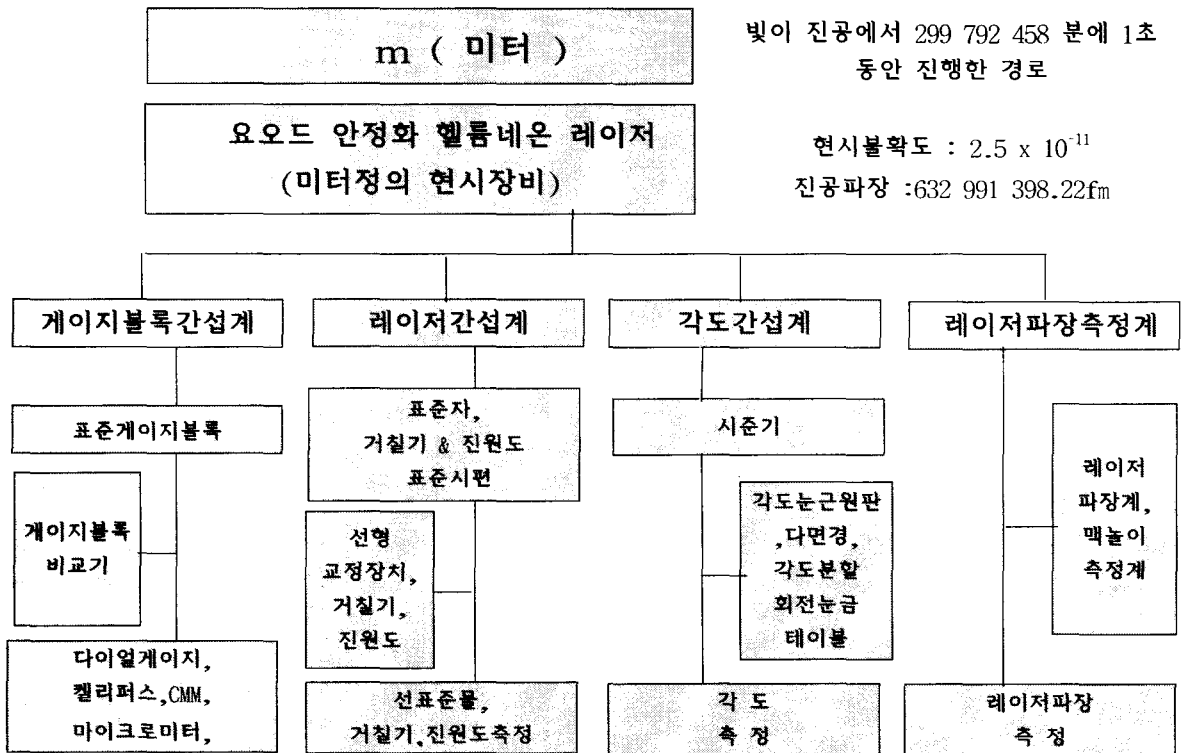 m ( 미터 )
빛이 진공에서 299 792 458 분에 1초
동안 진행한 경로
요오드 안정화 헬륨네온 레이저
(미터정의 현시장비)
현시불확도 : 2.5 x 10⁻¹¹
진공파장 :632 991 398.22fm
게이지블록간섭계
레이저간섭계
각도간섭계
레이저파장측정계
표준게이지블록
표준자,
거칠기 & 진원도
표준시편
시준기
게이지블록
비교기
선형
교정장치,
거칠기,
진원도
각도눈근원판
,다면경,
각도분할
회전눈금
테이블
레이저
파장계,
맥놀이
측정계
다이얼게이지,
켈리퍼스,CMM,
마이크로미터,
선표준물,
거칠기,진원도측정
각 도
측 정
레이저파장
측 정